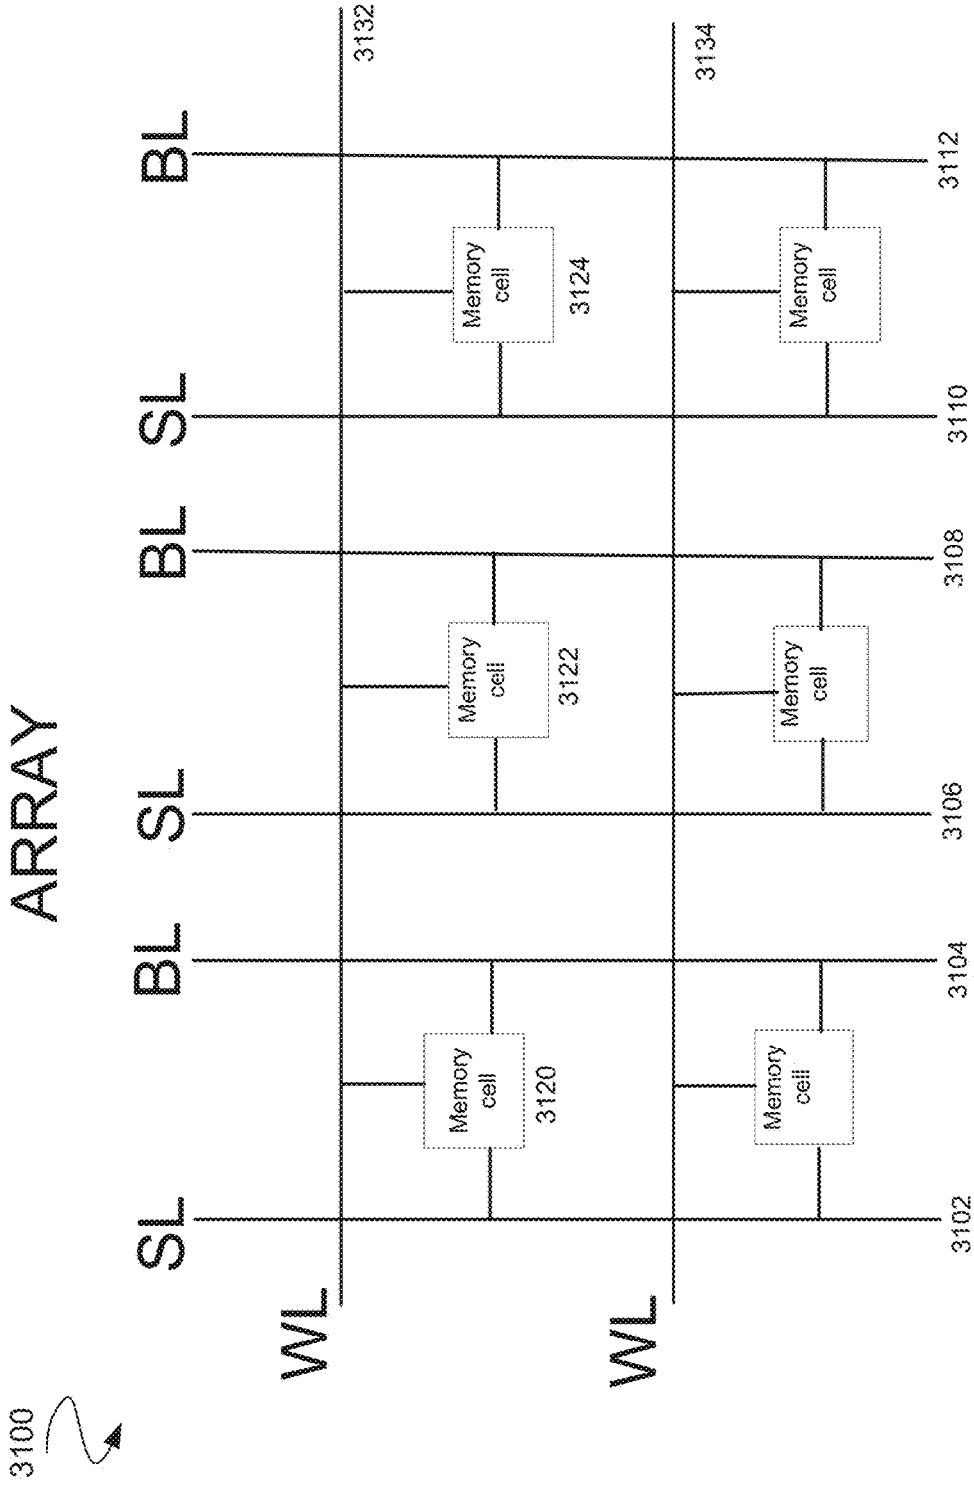 3100
ARRAY
SL
BL
SL
BL
SL
BL
WL
3132
Memory
cell
3120
Memory
cell
3122
Memory
cell
3124
WL
3134
Memory
cell
Memory
cell
Memory
cell
3102
3104
3106
3108
3110
3112